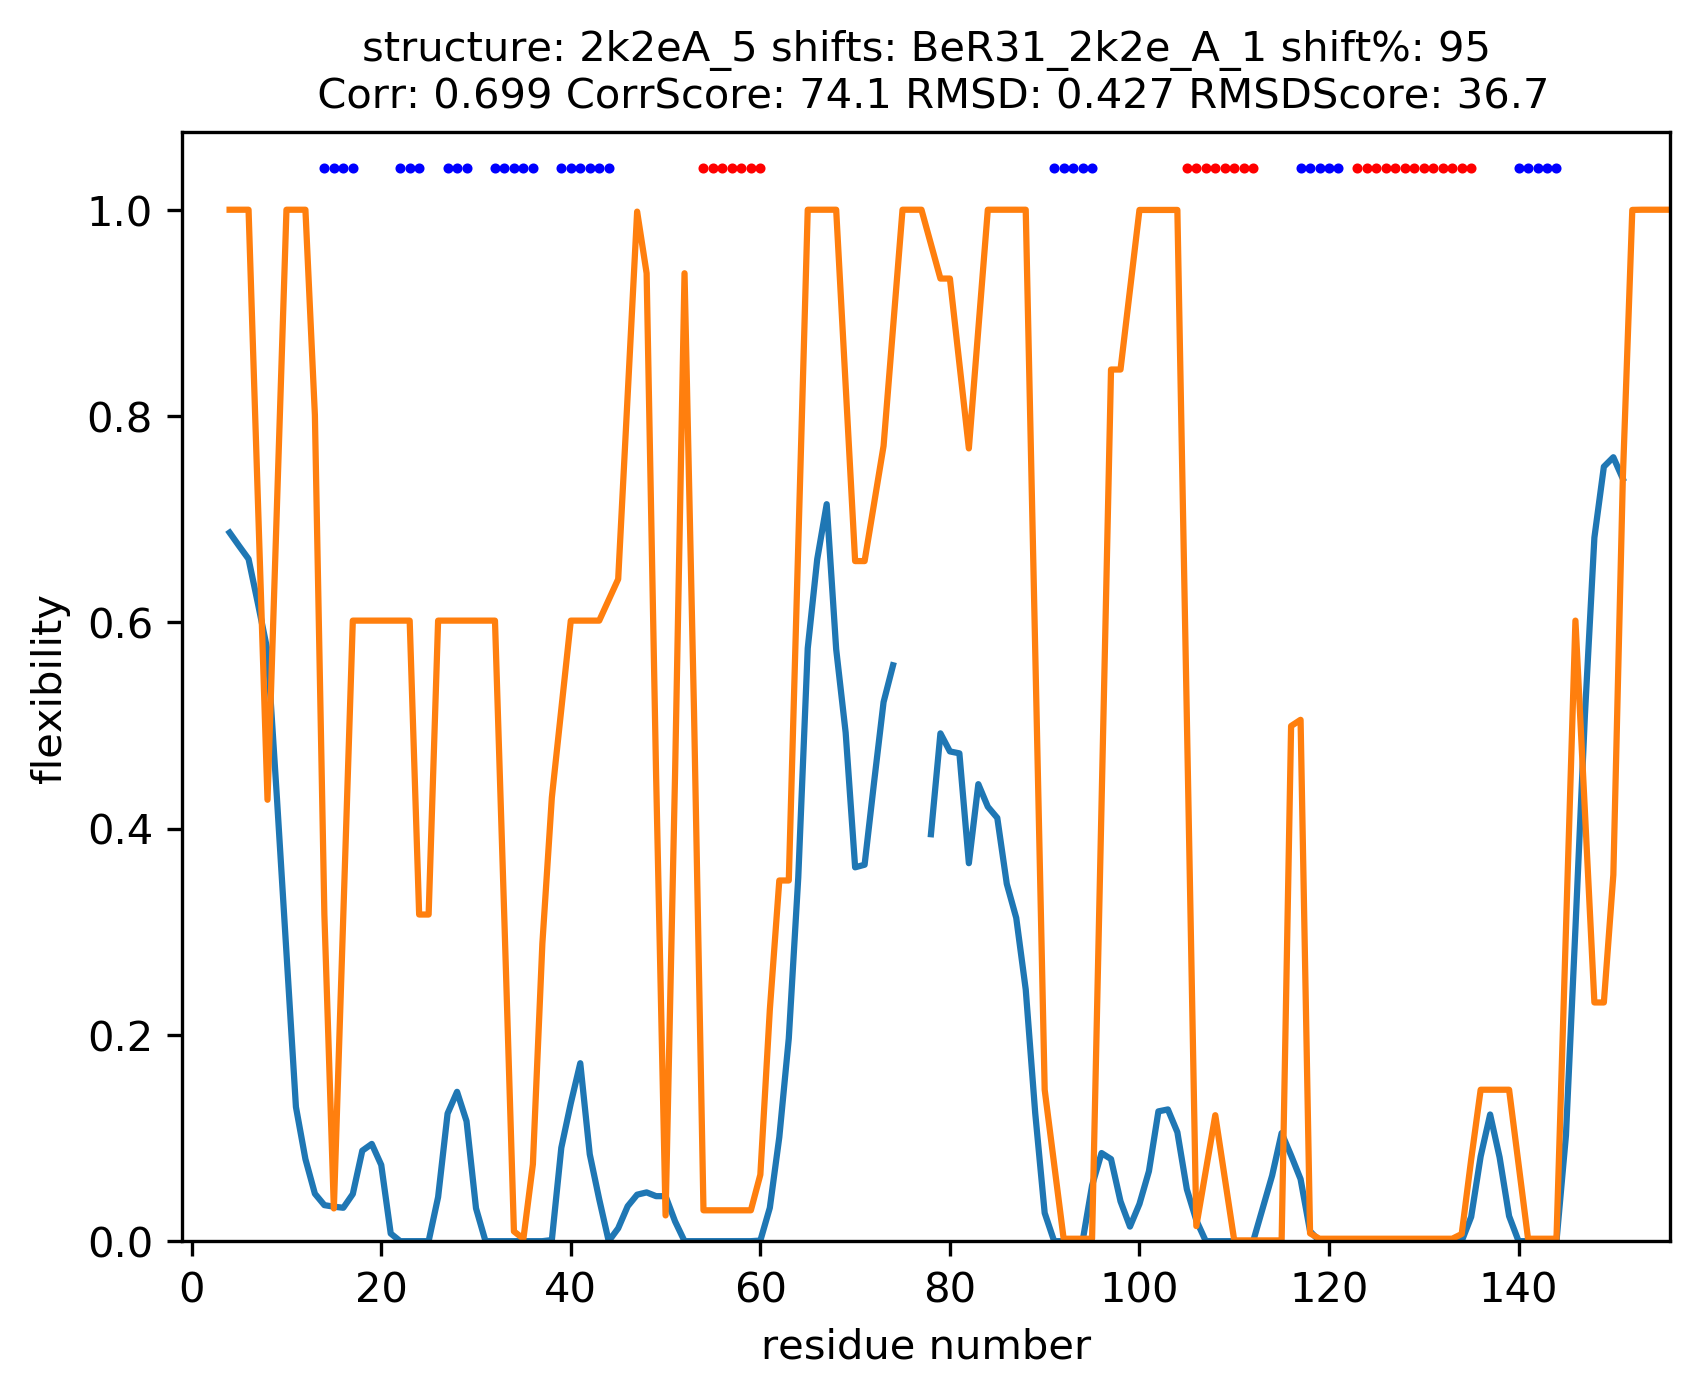 structure: 2k2eA_5 shifts: BeR31_2k2e_A_1 shift%: 95
Corr: 0.699 CorrScore: 74.1 RMSD: 0.427 RMSDScore: 36.7
1.0
0.8
0.6
0.4
0.2
0.0
flexibility
0 20 40 60 80 100 120 140
residue number